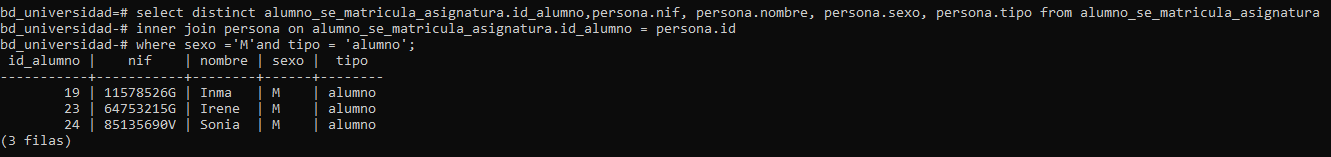 bd_universidad=# select distinct alumno_se_matricula_asignatura.id_alumno,persona.nif, persona.nombre, persona.sexo, persona.tipo from alumno_se_matricula_asignatura
bd_universidad-# inner join persona on alumno_se_matricula_asignatura.id_alumno = persona.id
bd_universidad-# where sexo ='M'and tipo = 'alumno';
 id_alumno |    nif    | nombre | sexo |  tipo
-----------+-----------+--------+------+--------
        19 | 11578526G | Inma   | M    | alumno
        23 | 64753215G | Irene  | M    | alumno
        24 | 85135690V | Sonia  | M    | alumno
(3 filas)